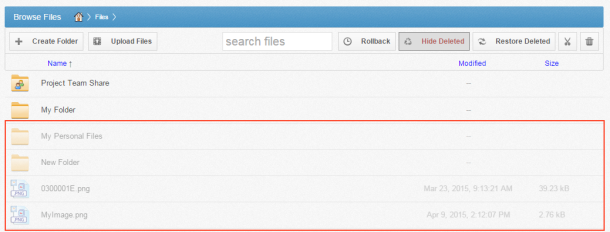 Browse Files > Files >
Create Folder Upload Files search files Rollback Hide Deleted Restore Deleted
Name ↑ Modified Size
Project Team Share --
My Folder --
My Personal Files --
New Folder --
PNG 0300001E.png Mar 23, 2015, 9:13:21 AM 39.23 kB
PNG MyImage.png Apr 9, 2015, 2:12:07 PM 2.76 kB